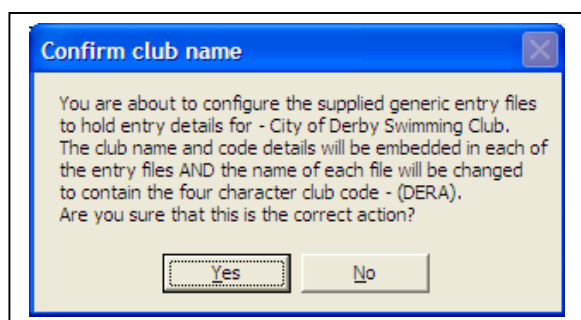 Confirm club name
You are about to configure the supplied generic entry files
to hold entry details for - City of Derby Swimming Club.
The club name and code details will be embedded in each of
the entry files AND the name of each file will be changed
to contain the four character club code - (DERA).
Are you sure that this is the correct action?
Yes No